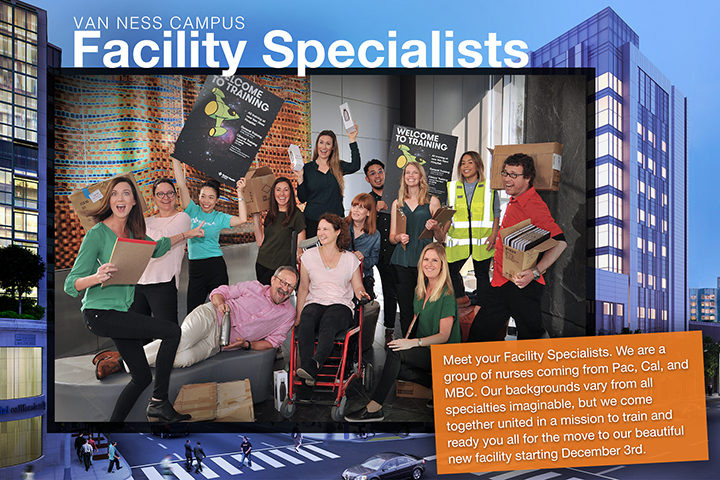 VAN NESS CAMPUS
Facility Specialists
WELCOME
TO TRAINING
WELCOME
TO TRAINING
Meet your Facility Specialists. We are a
group of nurses coming from Pac, Cal, and
MBC. Our backgrounds vary from all
specialties imaginable, but we come
together united in a mission to train and
ready you all for the move to our beautiful
new facility starting December 3rd.